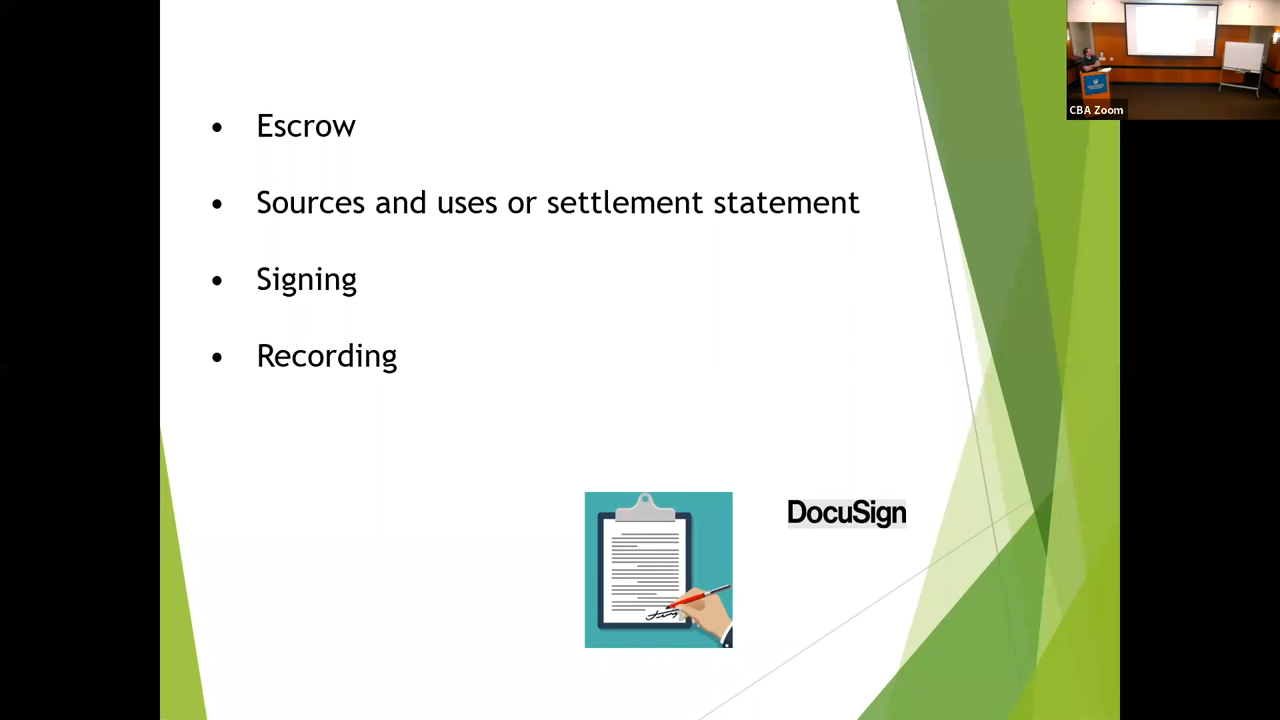 • Escrow
• Sources and uses or settlement statement
• Signing
• Recording
DocuSign
CBA Zoom